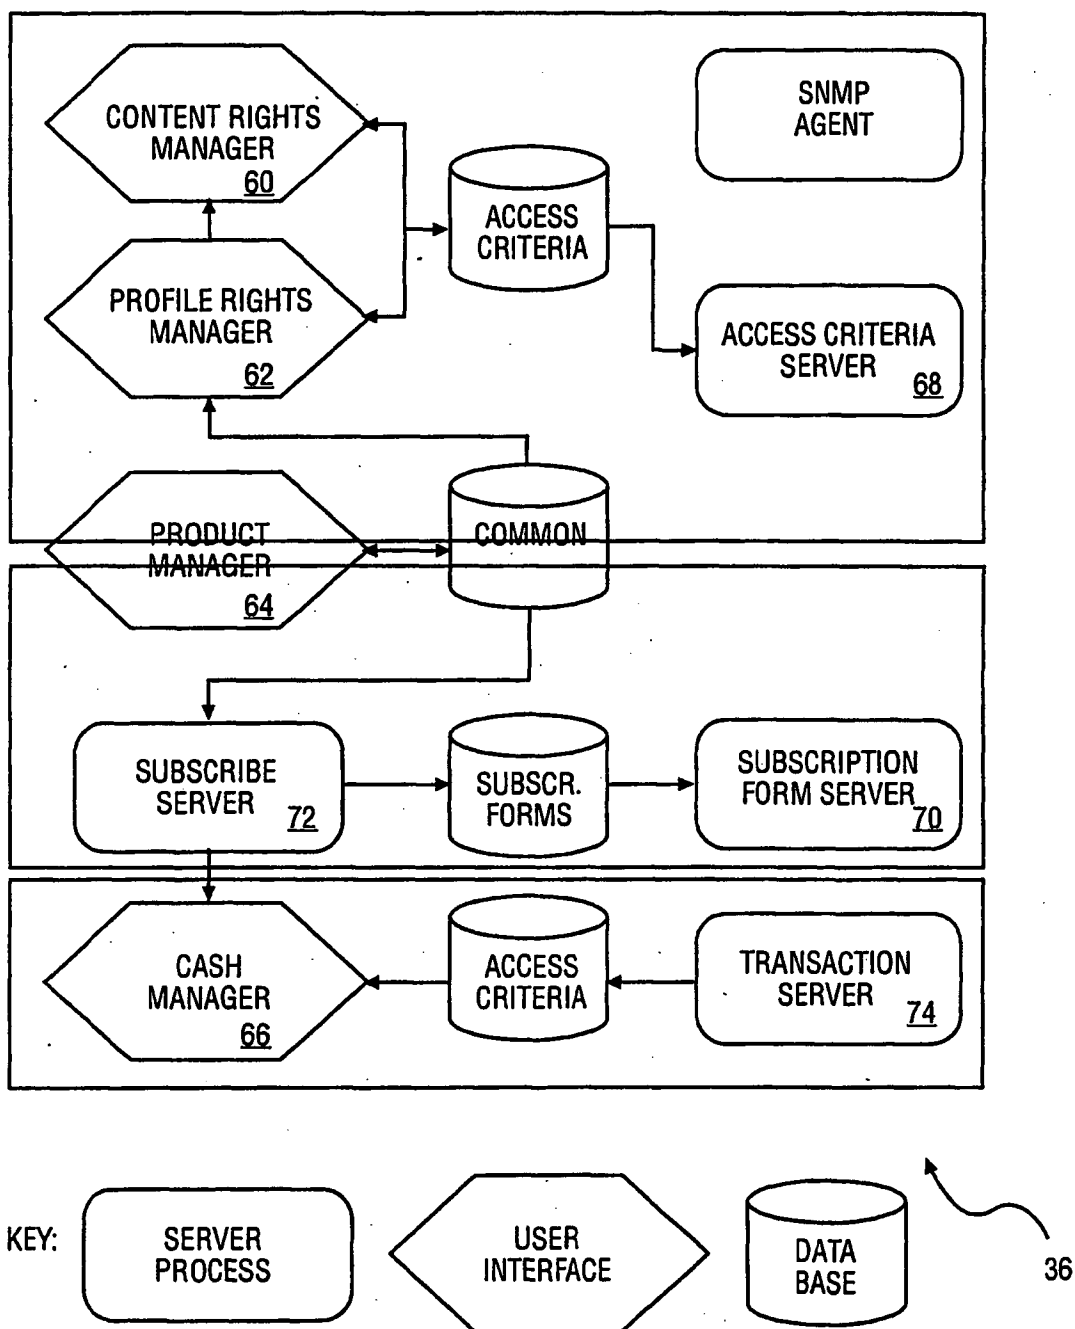 CONTENT RIGHTS
MANAGER
60
SNMP
AGENT
ACCESS
CRITERIA
PROFILE RIGHTS
MANAGER
62
ACCESS CRITERIA
SERVER
68
PRODUCT
MANAGER
64
COMMON
SUBSCRIBE
SERVER
72
SUBSCR.
FORMS
SUBSCRIPTION
FORM SERVER
70
CASH
MANAGER
66
ACCESS
CRITERIA
TRANSACTION
SERVER
74
KEY:
SERVER
PROCESS
USER
INTERFACE
DATA
BASE
36